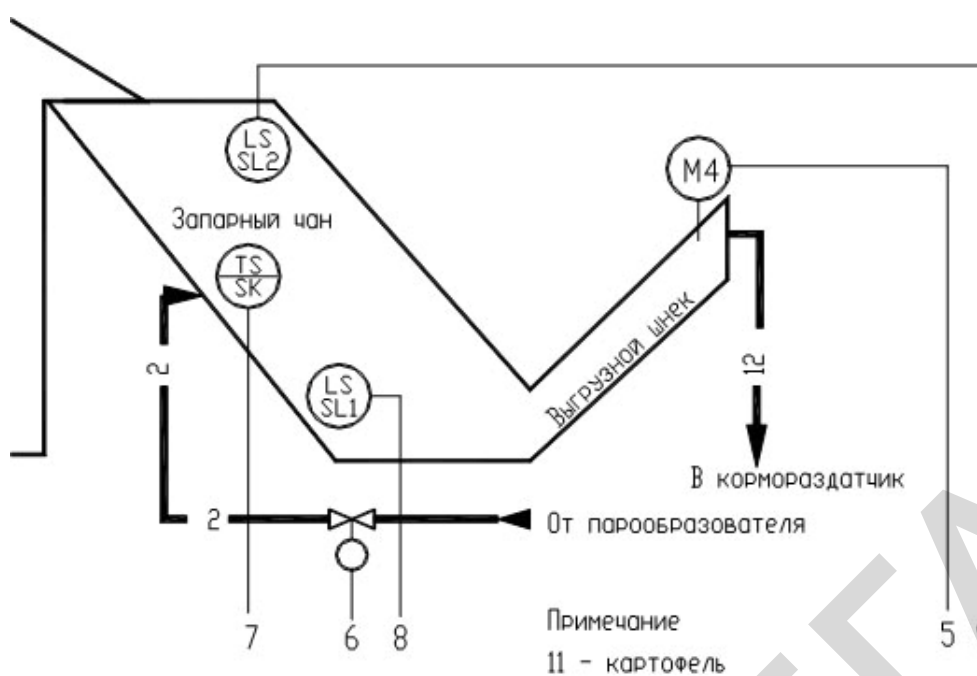 LS
SL2
M4
Запарный чан
TS
SK
Выгрузной шнек
2
12
LS
SL1
В кормораздатчик
2
От парообразователя
7
6
8
5
Примечание
11 - картофель